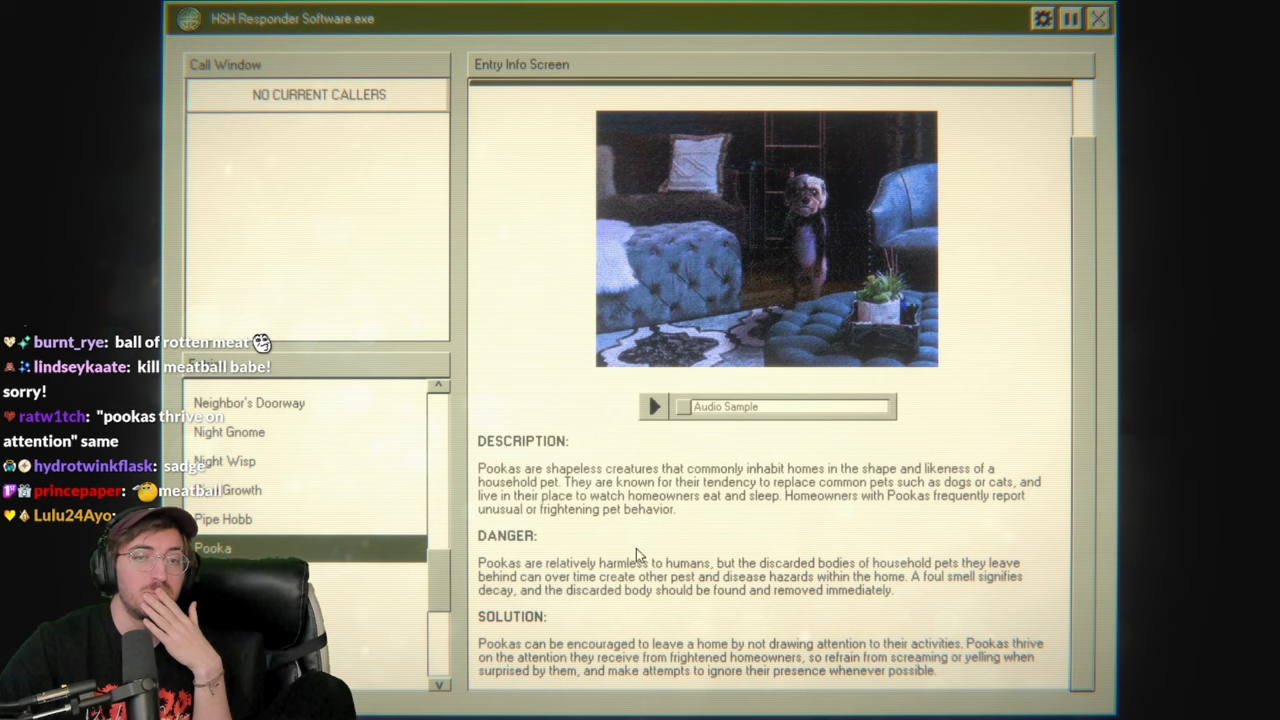 HSH Responder Software.exe
Call Window
NO CURRENT CALLERS
Entry Info Screen
burnt_rye: ball of rotten meat
lindseykaate: kill meatball babe!
sorry!
ratw1tch: "pookas thrive on
attention" same
hydrotwinkflask: sadge
princepaper: meatball
Lulu24Ayo:
Neighbor's Doorway
Night Gnome
Night Wisp
Growth
Pipe Hobb
Pooka
Audio Sample
DESCRIPTION:
Pookas are shapeless creatures that commonly inhabit homes in the shape and likeness of a
household pet. They are known for their tendency to replace common pets such as dogs or cats, and
live in their place to watch homeowners eat and sleep. Homeowners with Pookas frequently report
unusual or frightening pet behavior.
DANGER:
Pookas are relatively harmless to humans, but the discarded bodies of household pets they leave
behind can over time create other pest and disease hazards within the home. A foul smell signifies
decay, and the discarded body should be found and removed immediately.
SOLUTION:
Pookas can be encouraged to leave a home by not drawing attention to their activities. Pookas thrive
on the attention they receive from frightened homeowners, so refrain from screaming or yelling when
surprised by them, and make attempts to ignore their presence whenever possible.